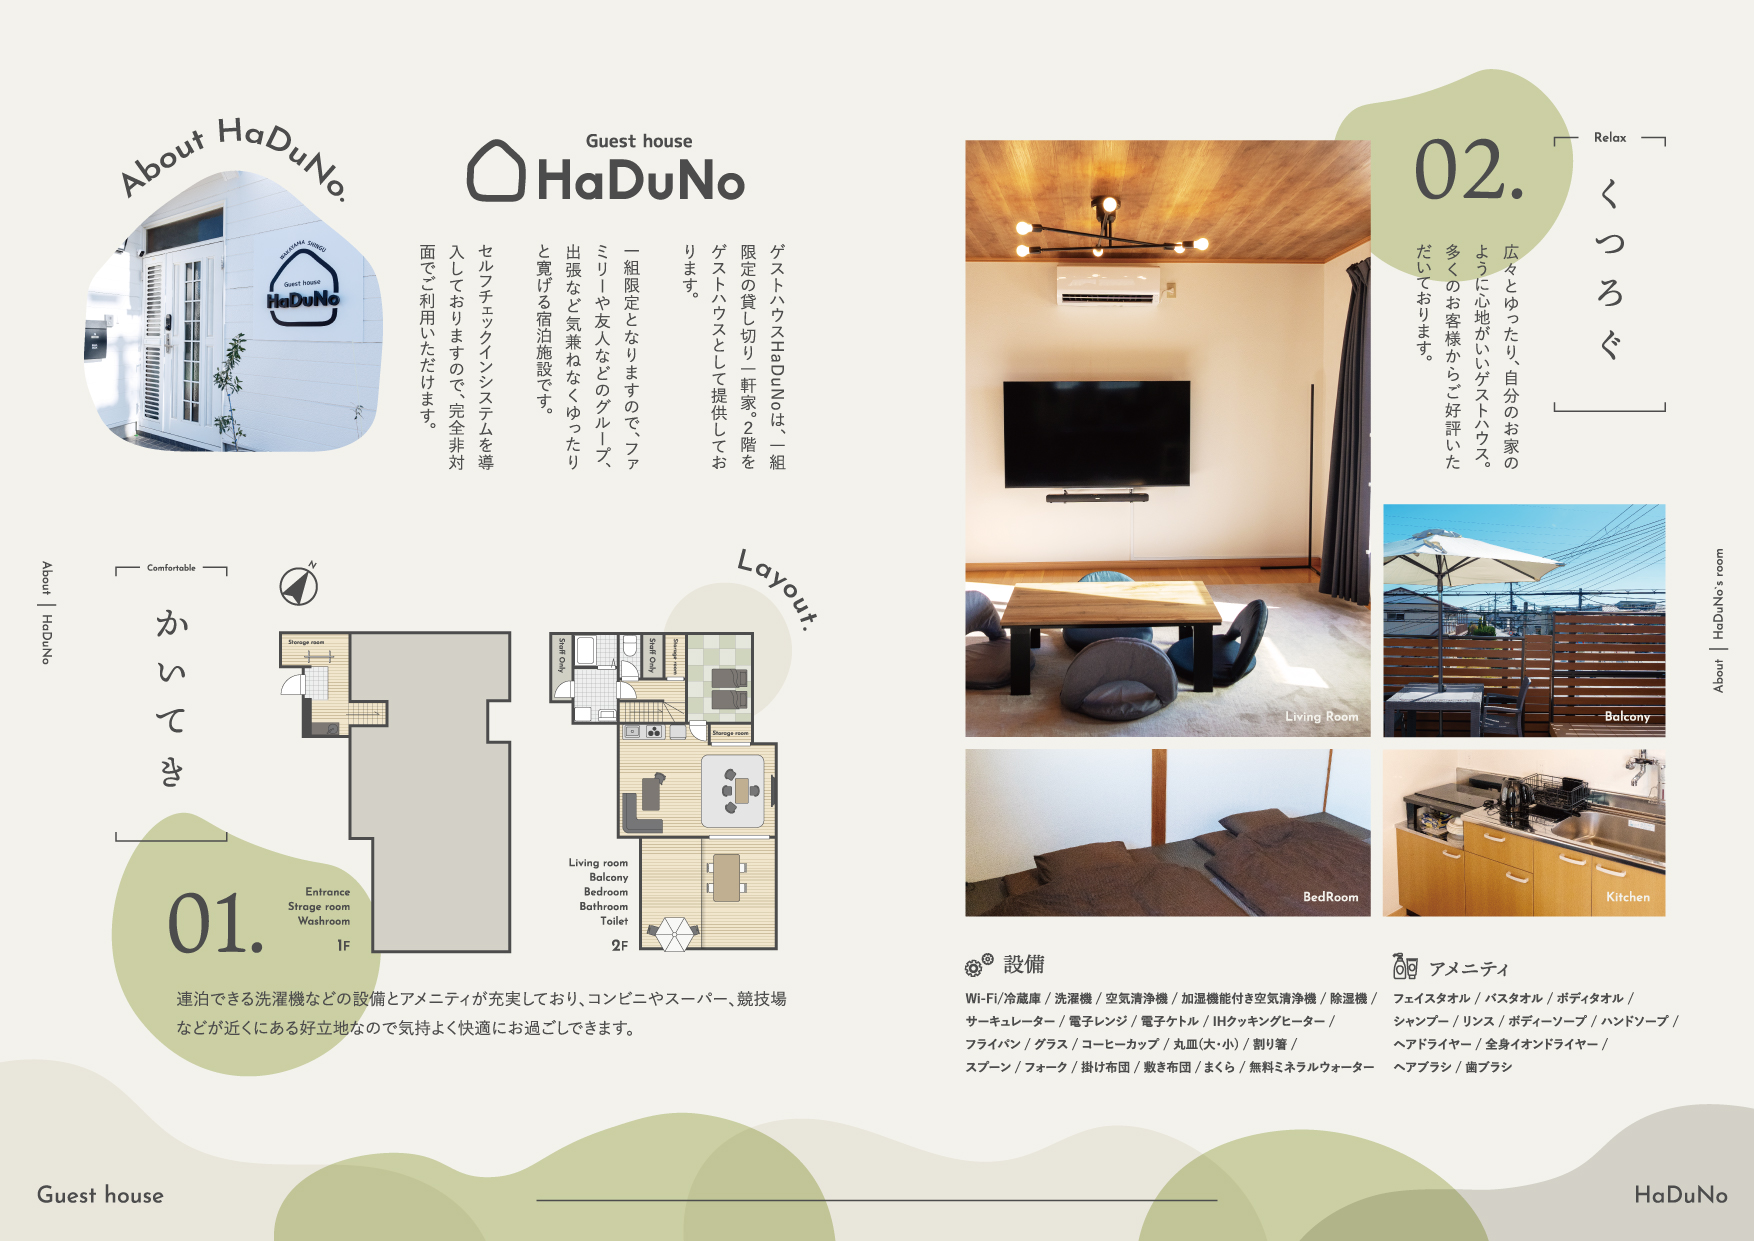 About HaDuNo.
WAKAYAMA SHINGU
Guest house
HaDuNo
Guest house
HaDuNo
ゲストハウスHaDuNoは、一組
限定の貸し切り一軒家。2階を
ゲストハウスとして提供してお
ります。
一組限定となりますので、ファ
ミリーや友人などのグループ、
出張など気兼ねなくゆったり
と寛げる宿泊施設です。
セルフチェックインシステムを導
入しておりますので、完全非対
面でご利用いただけます。
About | HaDuNo
Comfortable
かいてき
01.
N
Storage room
Entrance
Strage room
Washroom
1F
Layout.
Staff Only
Staff Only
Storage room
Storage room
Living room
Balcony
Bedroom
Bathroom
Toilet
2F
連泊できる洗濯機などの設備とアメニティが充実しており、コンビニやスーパー、競技場
などが近くにある好立地なので気持よく快適にお過ごしできます。
02.
Relax
くつろぐ
広々とゆったり、自分のお家の
ように心地がいいゲストハウス。
多くのお客様からご好評いた
だいております。
Living Room
Balcony
BedRoom
Kitchen
About | HaDuNo's room
設備
Wi-Fi/冷蔵庫 / 洗濯機 / 空気清浄機 / 加湿機能付き空気清浄機 / 除湿機 /
サーキュレーター / 電子レンジ / 電子ケトル / IHクッキングヒーター /
フライパン / グラス / コーヒーカップ / 丸皿(大・小) / 割り箸 /
スプーン / フォーク / 掛け布団 / 敷き布団 / まくら / 無料ミネラルウォーター
アメニティ
フェイスタオル / バスタオル / ボディタオル /
シャンプー / リンス / ボディーソープ / ハンドソープ /
ヘアドライヤー / 全身イオンドライヤー /
ヘアブラシ / 歯ブラシ
Guest house
HaDuNo